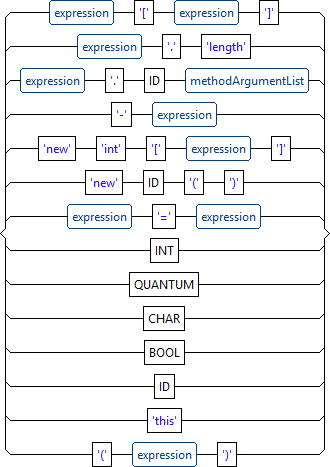 expression '[' expression ']'
expression '.' 'length'
expression '.' ID methodArgumentList
'-' expression
'new' 'int' '[' expression ']'
'new' ID '(' ')'
expression '=' expression
INT
QUANTUM
CHAR
BOOL
ID
'this'
'(' expression ')'